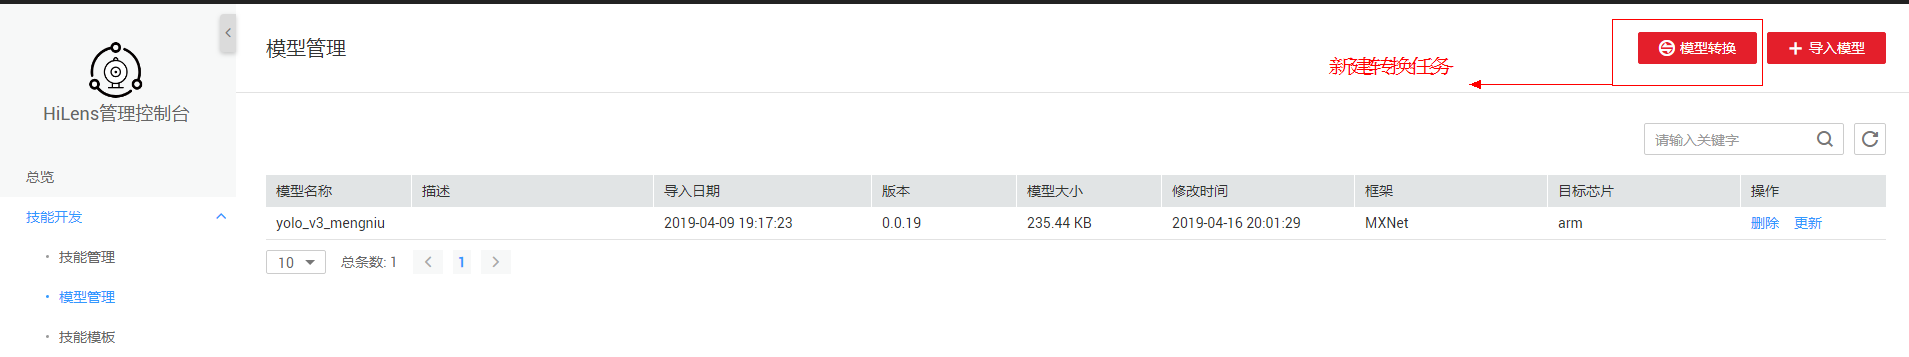 模型管理
模型转换
导入模型
新建转换任务
HiLens管理控制台
请输入关键字
总览
模型名称 描述 导入日期 版本 模型大小 修改时间 框架 目标芯片 操作
技能开发
yolo_v3_mengniu 2019-04-09 19:17:23 0.0.19 235.44 KB 2019-04-16 20:01:29 MXNet arm 删除 更新
技能管理
10 总条数: 1 1
模型管理
技能模板